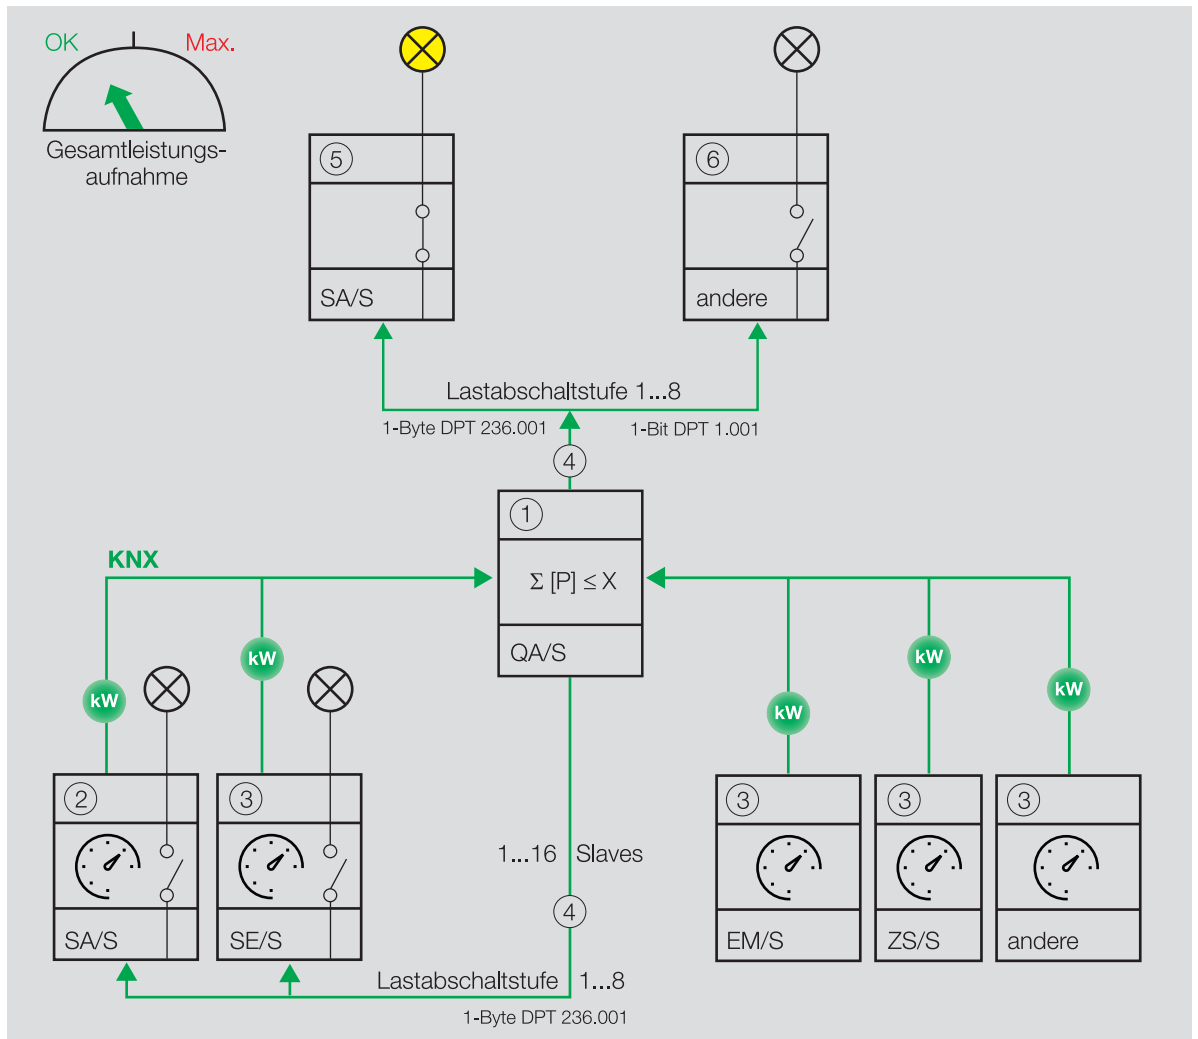 OK Max.
Gesamtleistungs-
aufnahme
5
SA/S
6
andere
Lastabschaltstufe 1...8
1-Byte DPT 236.001
1-Bit DPT 1.001
4
1
Σ [P] ≤ X
QA/S
KNX
kW
kW
kW
kW
kW
2
SA/S
3
SE/S
1...16 Slaves
4
3
EM/S
3
ZS/S
3
andere
Lastabschaltstufe 1...8
1-Byte DPT 236.001